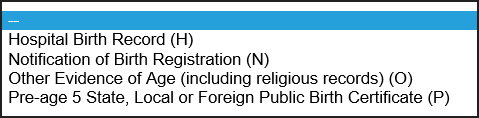 --
Hospital Birth Record (H)
Notification of Birth Registration (N)
Other Evidence of Age (including religious records) (O)
Pre-age 5 State, Local or Foreign Public Birth Certificate (P)